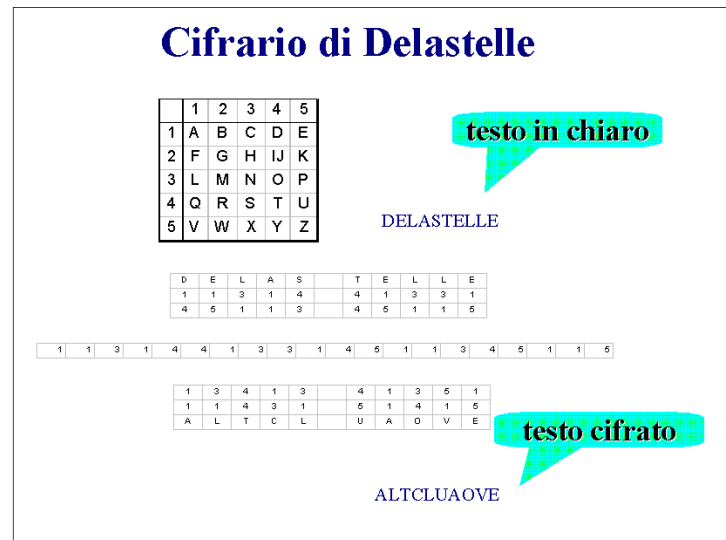 Cifrario di Delastelle
1 2 3 4 5
1 A B C D E
2 F G H IJ K
3 L M N O P
4 Q R S T U
5 V W X Y Z
testo in chiaro
DELASTELLE
D E L A S T E L L E
1 1 3 1 4 4 1 3 3 1
4 5 1 1 3 4 5 1 1 5
1 1 3 1 4 4 1 3 3 1 4 5 1 1 3 4 5 1 1 5
1 3 4 1 3 4 1 3 5 1
1 1 4 3 1 5 1 4 1 5
A L T C L U A O V E
testo cifrato
ALTCLUAOVE